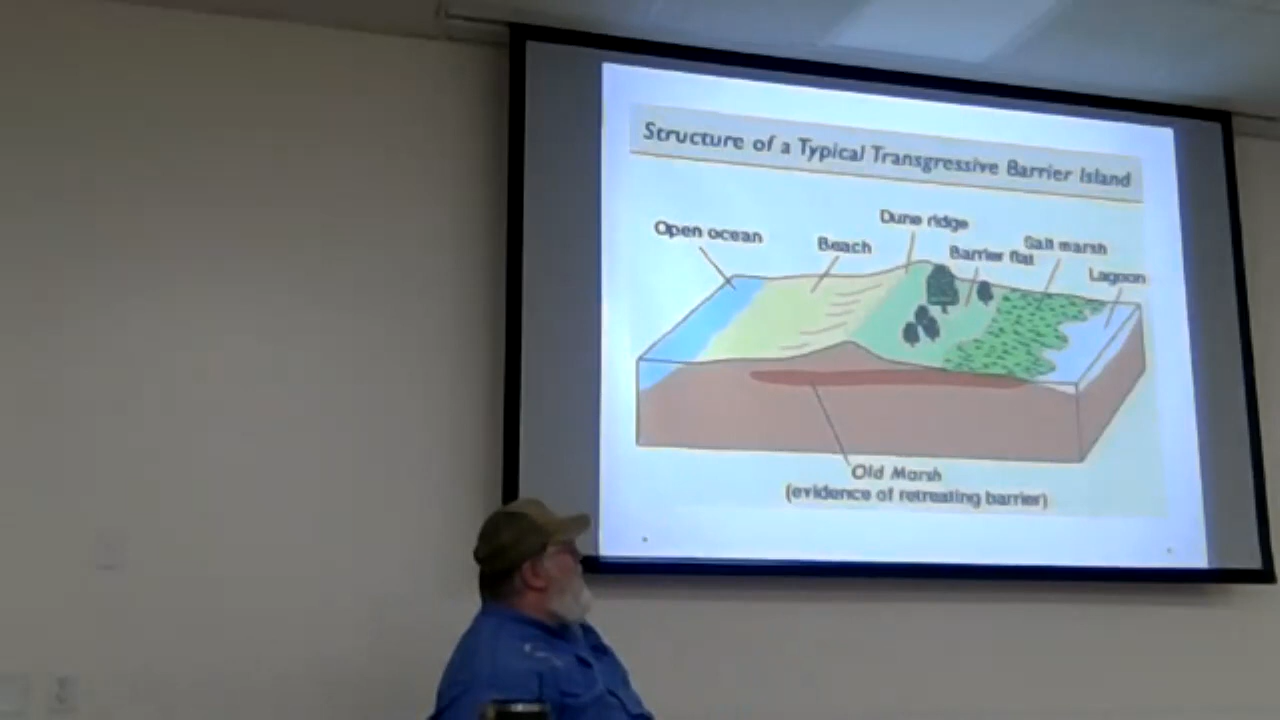 Structure of a Typical Transgressive Barrier Island
Dune ridge
Open ocean
Beach
Barrier flat
Salt marsh
Lagoon
Old Marsh
(evidence of retreating barrier)